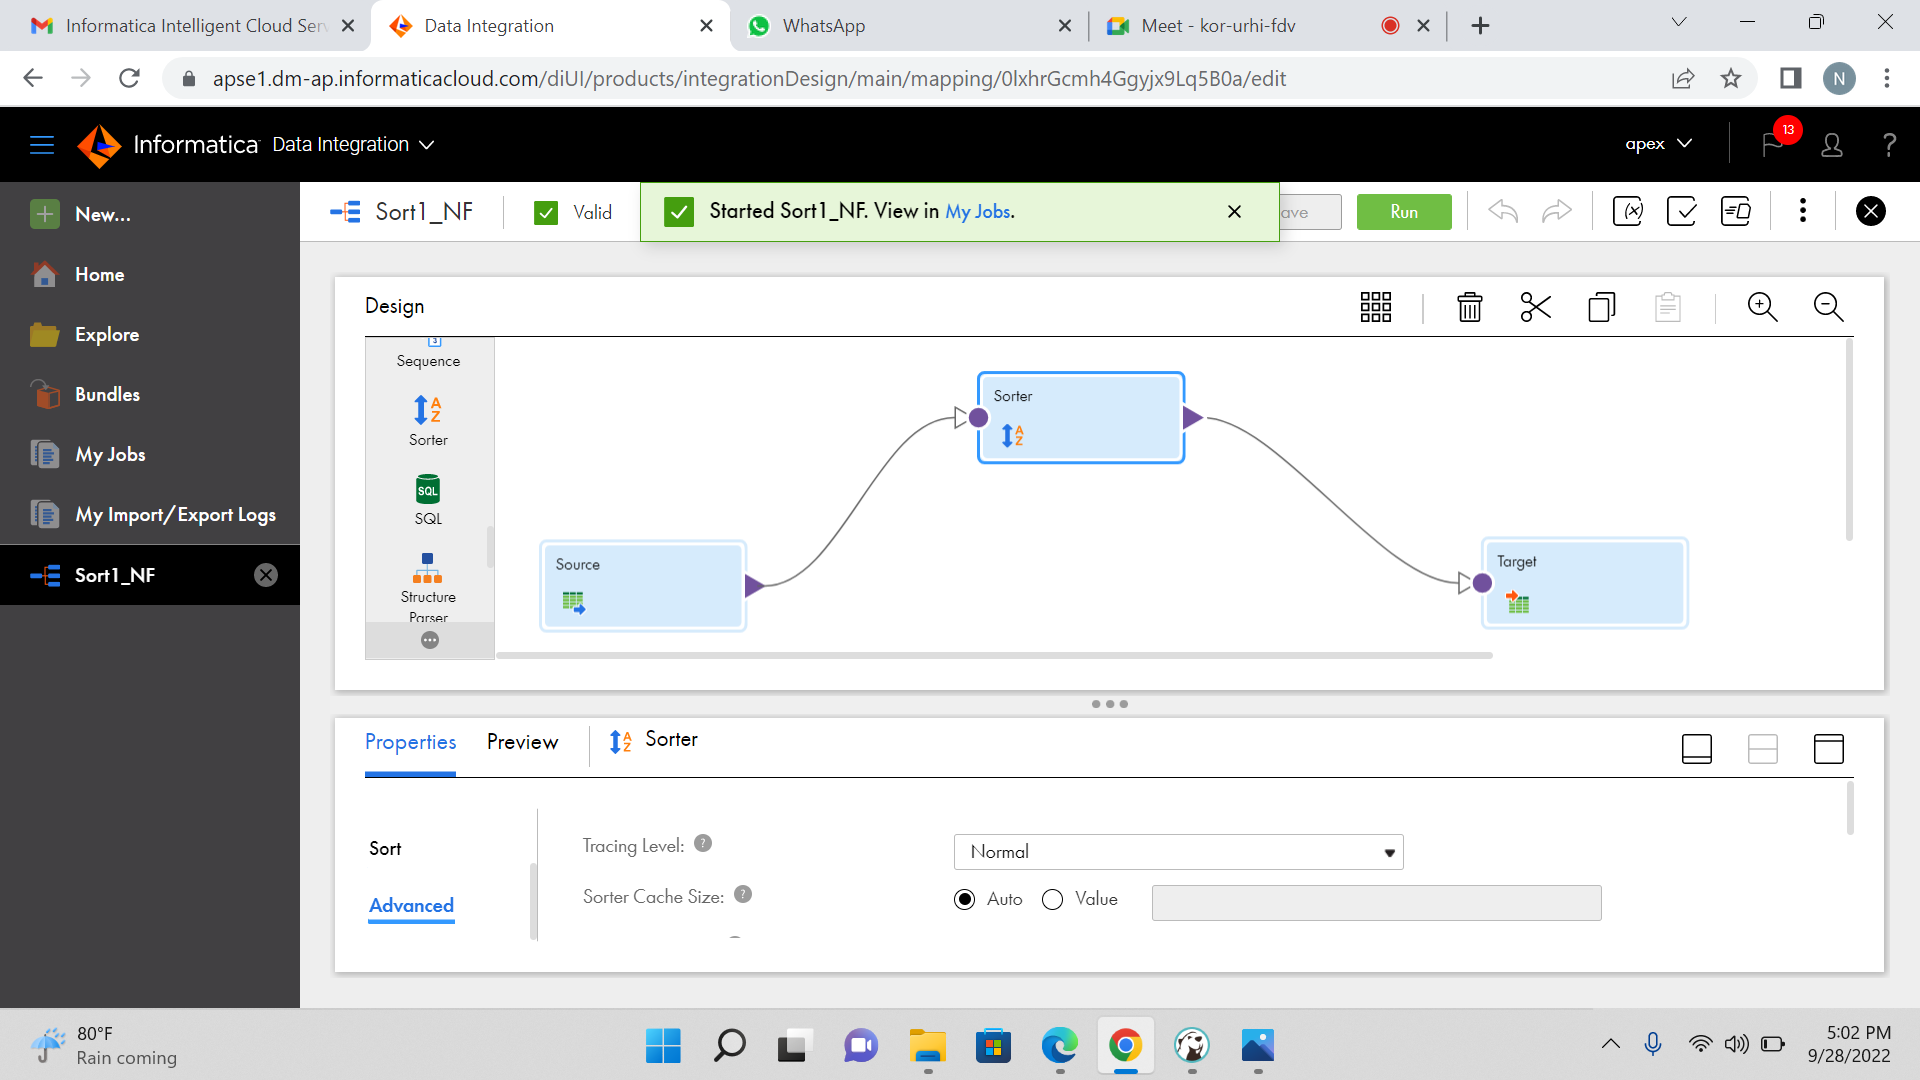 Informatica Intelligent Cloud Serv
Data Integration
WhatsApp
Meet - kor-urhi-fdv
apse1.dm-ap.informaticacloud.com/diUI/products/integrationDesign/main/mapping/0lxhrGcmh4Ggyjx9Lq5B0a/edit
N
Informatica Data Integration
apex
13
?
New...
Home
Explore
Bundles
My Jobs
My Import/Export Logs
Sort1_NF
Sort1_NF
Valid
Started Sort1_NF. View in My Jobs.
ave
Run
Design
Sequence
Sorter
SQL
SQL
Structure
Parser
Source
Sorter
Target
Properties
Preview
Sorter
Sort
Advanced
Tracing Level: ?
Normal
Sorter Cache Size: ?
Auto
Value
80°F
Rain coming
5:02 PM
9/28/2022